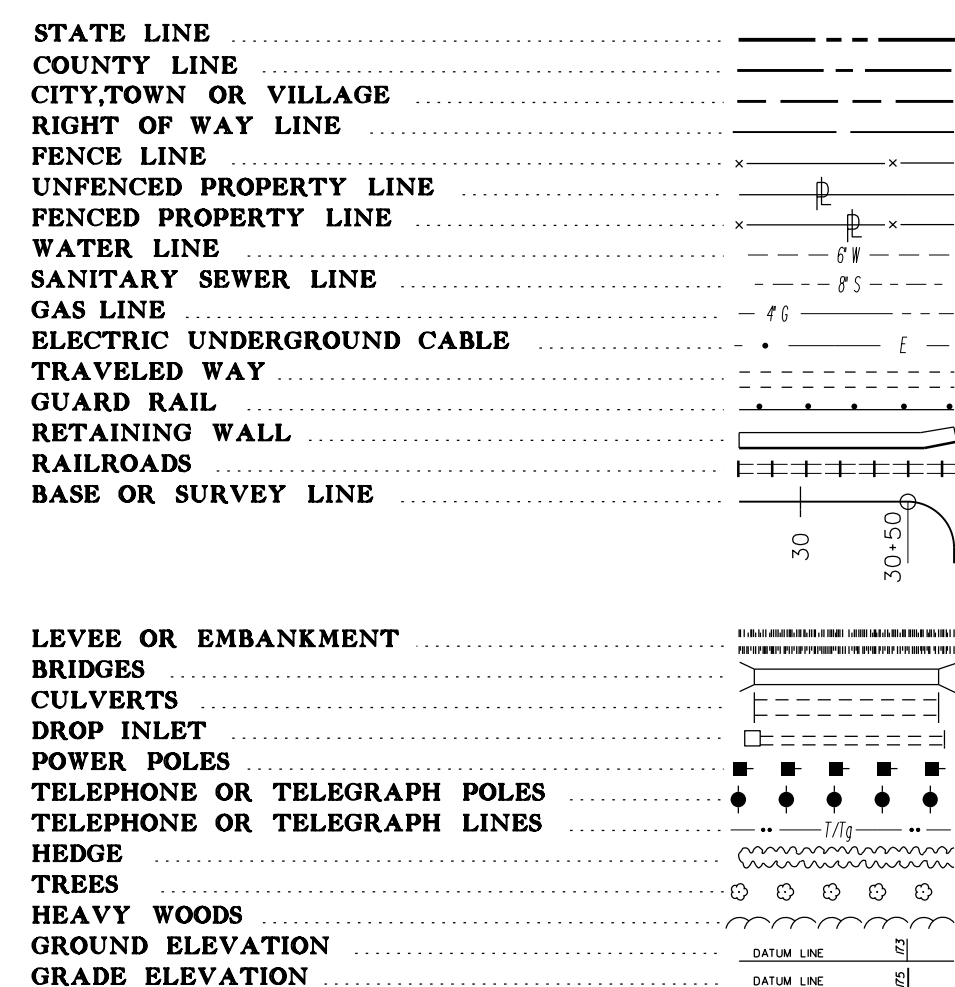 STATE LINE
COUNTY LINE
CITY,TOWN OR VILLAGE
RIGHT OF WAY LINE
FENCE LINE
UNFENCED PROPERTY LINE PL
FENCED PROPERTY LINE PL
WATER LINE 6" W
SANITARY SEWER LINE 8" S
GAS LINE 4" G
ELECTRIC UNDERGROUND CABLE E
TRAVELED WAY
GUARD RAIL
RETAINING WALL
RAILROADS
BASE OR SURVEY LINE
30
30+50
LEVEE OR EMBANKMENT
BRIDGES
CULVERTS
DROP INLET
POWER POLES
TELEPHONE OR TELEGRAPH POLES
TELEPHONE OR TELEGRAPH LINES T/Tg
HEDGE
TREES
HEAVY WOODS
GROUND ELEVATION DATUM LINE 173
GRADE ELEVATION DATUM LINE 175